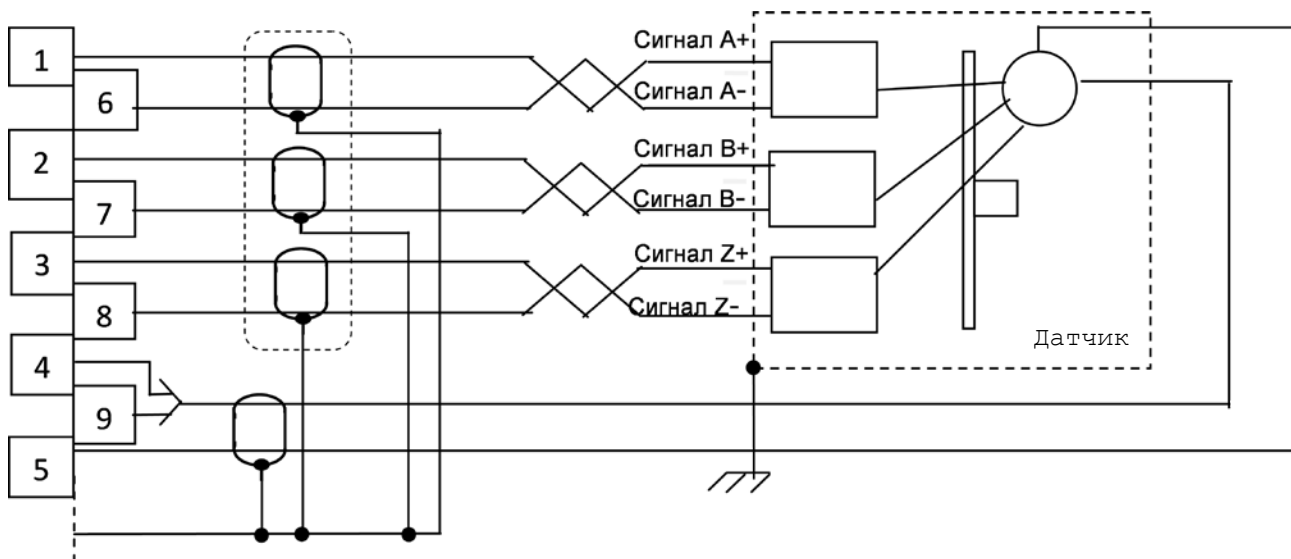 1
Сигнал A+
6
Сигнал A-
2
Сигнал B+
7
Сигнал B-
3
Сигнал Z+
8
Сигнал Z-
Датчик
4
9
5